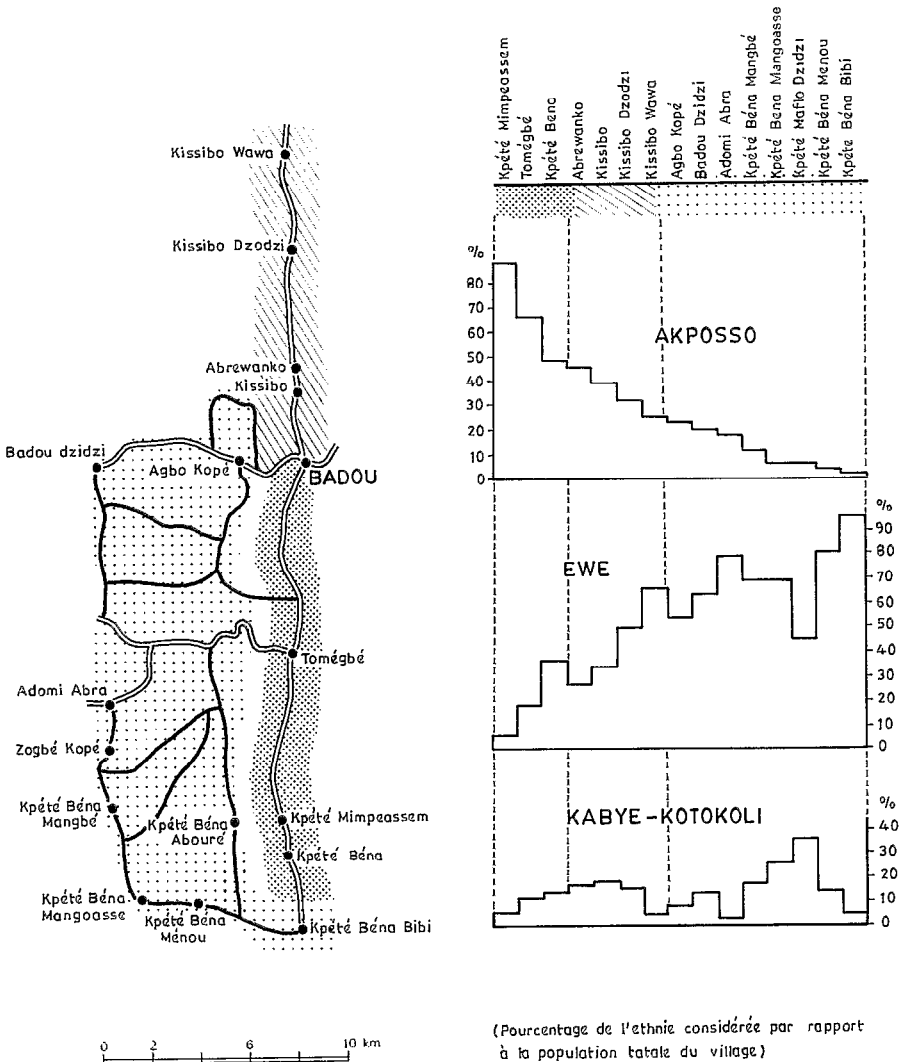 Kissibo Wawa
Kissibo Dzodzi
Abrewanko
Kissibo
Badou dzidzi
Agbo Kopé
BADOU
Tomégbé
Adomi Abra
Zogbé Kopé
Kpété Béna
Mangbé
Kpété Béna
Abouré
Kpété Mimpeassem
Kpété Béna
Kpété Béna
Mangoasse
Kpété Béna
Ménou
Kpété Béna Bibi
0 2 6 10 km
Kpété Mimpeassem
Tomégbé
Kpété Bena
Abrewanko
Kissibo
Kissibo Dzodzi
Kissibo Wawa
Agbo Kopé
Badou Dzidzi
Adomi Abra
Kpété Béna Mangbé
Kpété Bena Mangoasse
Kpété Maflo Dzidzi
Kpété Béna Menou
Kpéte Béna Bibi
%
80
70
60
50
40
30
20
10
0
AKPOSSO
%
90
80
70
60
50
40
30
20
10
0
EWE
%
40
30
20
10
0
KABYE-KOTOKOLI
(Pourcentage de l'ethnie considérée par rapport
à la population tatale du village)